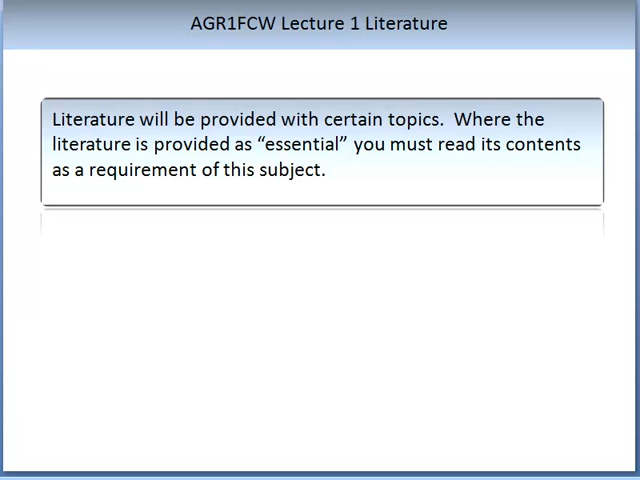 AGR1FCW Lecture 1 Literature
Literature will be provided with certain topics.  Where the
literature is provided as “essential” you must read its contents
as a requirement of this subject.